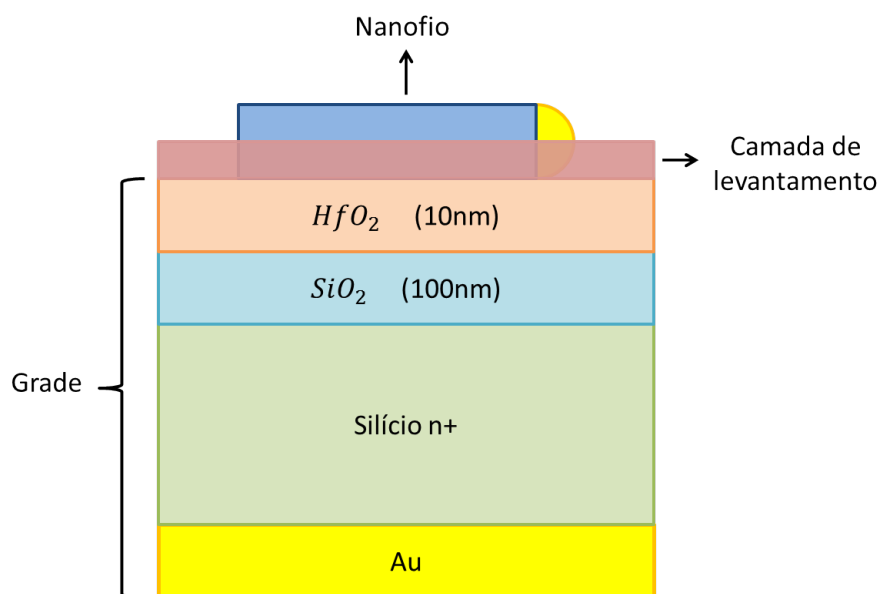 Nanofio
Camada de
levantamento
HfO₂ (10nm)
SiO₂ (100nm)
Grade
Silício n+
Au